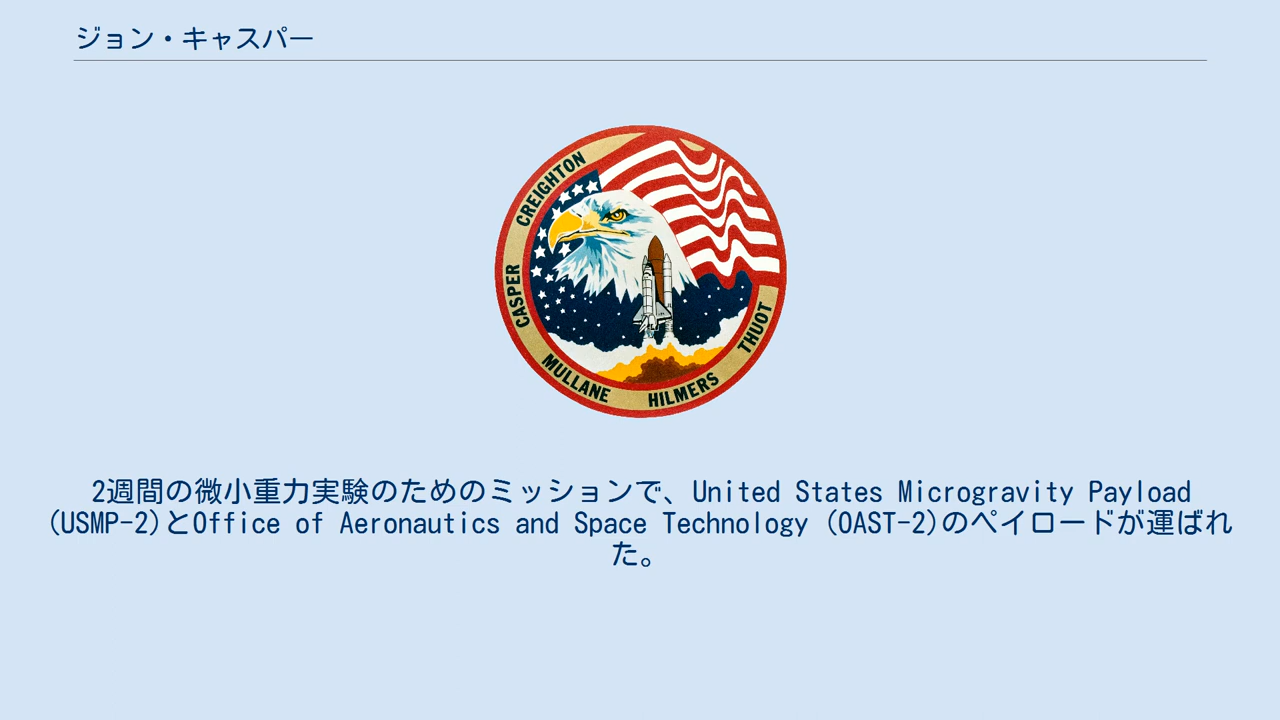 ジョン・キャスパー
CREIGHTON
CASPER
MULLANE
HILMERS
THUOT
2週間の微小重力実験のためのミッションで、United States Microgravity Payload
(USMP-2)とOffice of Aeronautics and Space Technology (OAST-2)のペイロードが運ばれ
た。